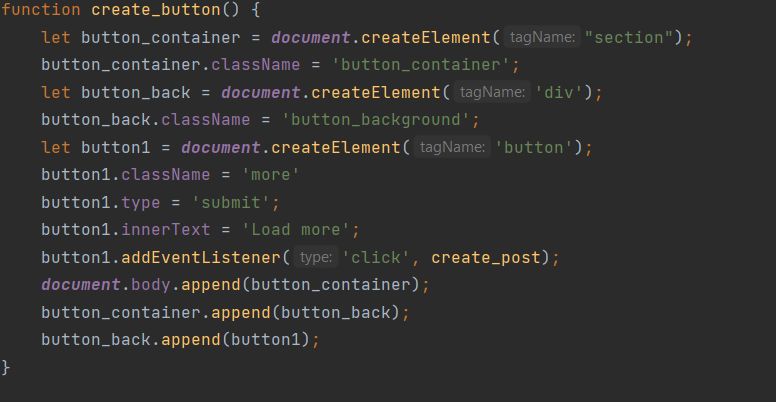 function create_button() {
    let button_container = document.createElement( tagName: "section");
    button_container.className = 'button_container';
    let button_back = document.createElement( tagName: 'div');
    button_back.className = 'button_background';
    let button1 = document.createElement( tagName: 'button');
    button1.className = 'more'
    button1.type = 'submit';
    button1.innerText = 'Load more';
    button1.addEventListener( type: 'click', create_post);
    document.body.append(button_container);
    button_container.append(button_back);
    button_back.append(button1);
}